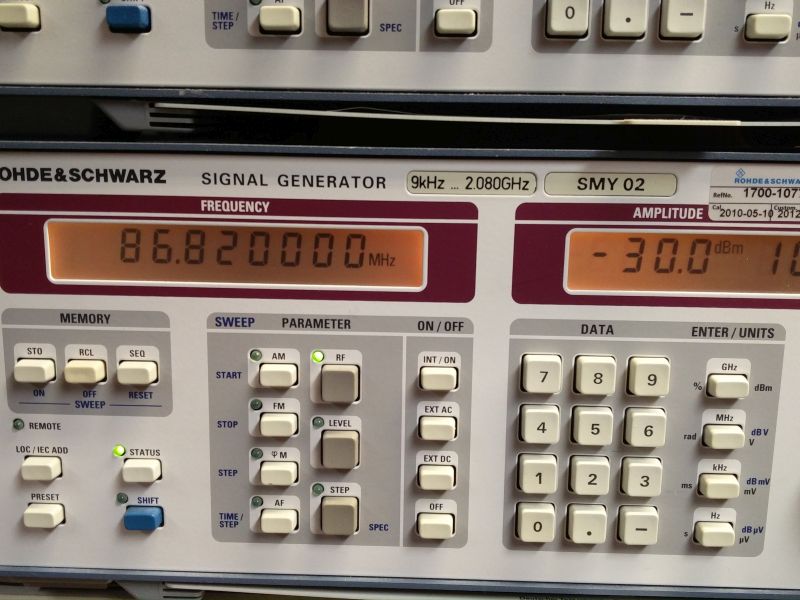 OFF
Hz
TIME/
STEP
SPEC
0 . −
s
OHDE&SCHWARZ SIGNAL GENERATOR 9kHz ... 2.080GHz SMY 02
ROHDE&SCHWA
RefNo. 1700-107
Cal. 2010-05-10 2012
FREQUENCY AMPLITUDE
86.820000 MHz -30.0 dBm 10
MEMORY SWEEP PARAMETER ON / OFF DATA ENTER / UNITS
STO RCL SEQ
ON OFF RESET
SWEEP
REMOTE
LOC / IEC ADD STATUS
PRESET SHIFT
START AM RF INT / ON
STOP FM LEVEL EXT AC
STEP ΨM EXT DC
TIME /
STEP AF STEP SPEC OFF
7 8 9 % GHz dBm
4 5 6 rad MHz dB V
V
1 2 3 ms kHz dB mV
mV
0 . − s Hz dB µV
µV